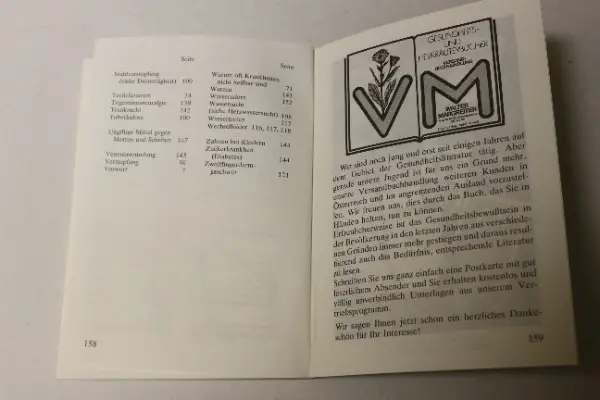 Seite
Stuhlverstopfung
(siehe Darmträgheit) 100
Teufelskrallen 34
Trigeminusneuralgie 139
Trunksucht 142
Tuberkulose 100
Ungiftige Mittel gegen
Motten und Schaben 147
Venenentzündung 143
Verstopfung
Vorwort 7
158
Seite
Warum oft Krankheiten
nicht heilbar sind 71
Warzen 145
Wassersucht 152
(siehe Herzwassersucht) 106
Wechselfieber 116, 117, 118
Zahnen bei Kindern 144
Zuckerkrankheit
(Diabetes) 144
Zwölffingerdarm-
geschwür 121
GESUNDHEITS-
UND
KRÄUTERBÜCHER
VM
VERSAND
BUCHHANDLUNG
WALTER
MARGREITER
Wir sind noch jung und erst seit einigen Jahren auf
dem Gebiet der Gesundheitsliteratur tätig. Aber
gerade unsere Jugend ist für uns ein Grund mehr,
unsere Versandbuchhandlung weiteren Kunden in
Österreich und im angrenzenden Ausland vorzustel-
len. Wir freuen uns, dies durch das Buch, das Sie in
Händen halten, tun zu können.
Erfreulicherweise ist das Gesundheitsbewußtsein in
der Bevölkerung in den letzten Jahren aus verschiede-
nen Gründen immer mehr gestiegen und daraus resul-
tierend auch das Bedürfnis, entsprechende Literatur
zu lesen.
Schreiben Sie uns ganz einfach eine Postkarte mit gut
leserlichem Absender und Sie erhalten kostenlos und
völlig unverbindlich Unterlagen aus unserem Ver-
triebsprogramm.
Wir sagen Ihnen jetzt schon ein herzliches Danke-
schön für Ihr Interesse!
159